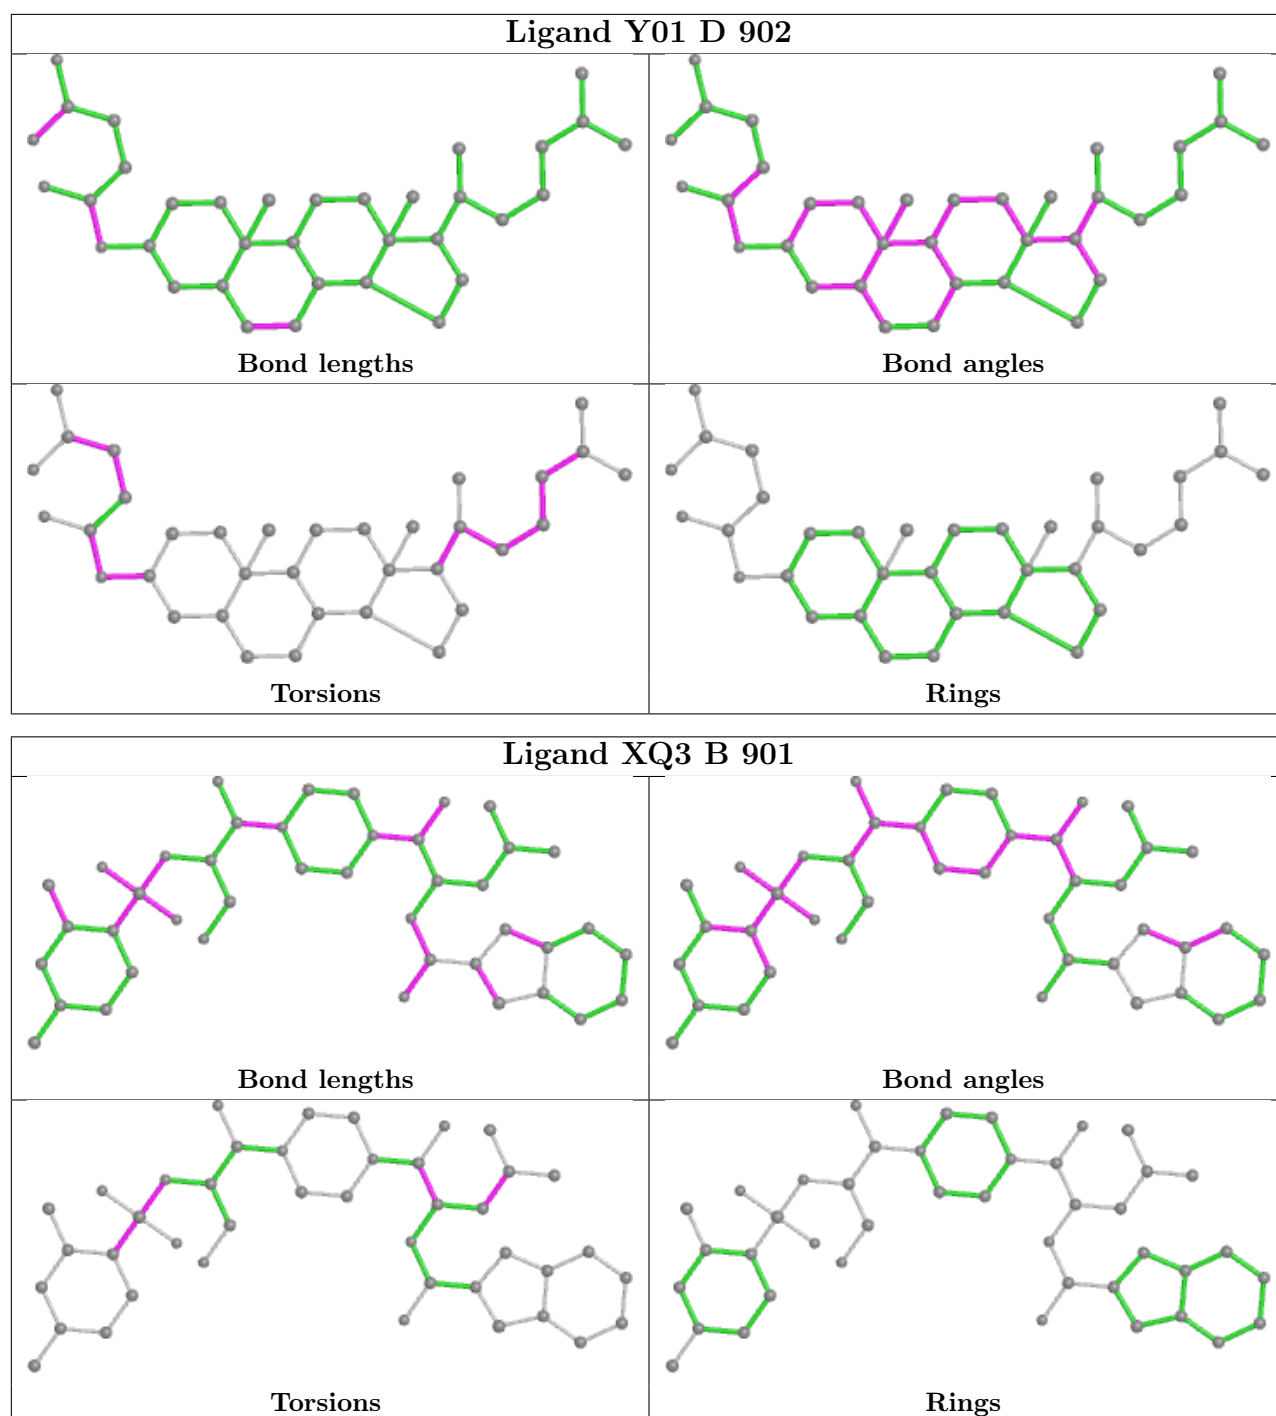 Ligand Y01 D 902
Bond lengths
Bond angles
Torsions
Rings
Ligand XQ3 B 901
Bond lengths
Bond angles
Torsions
Rings